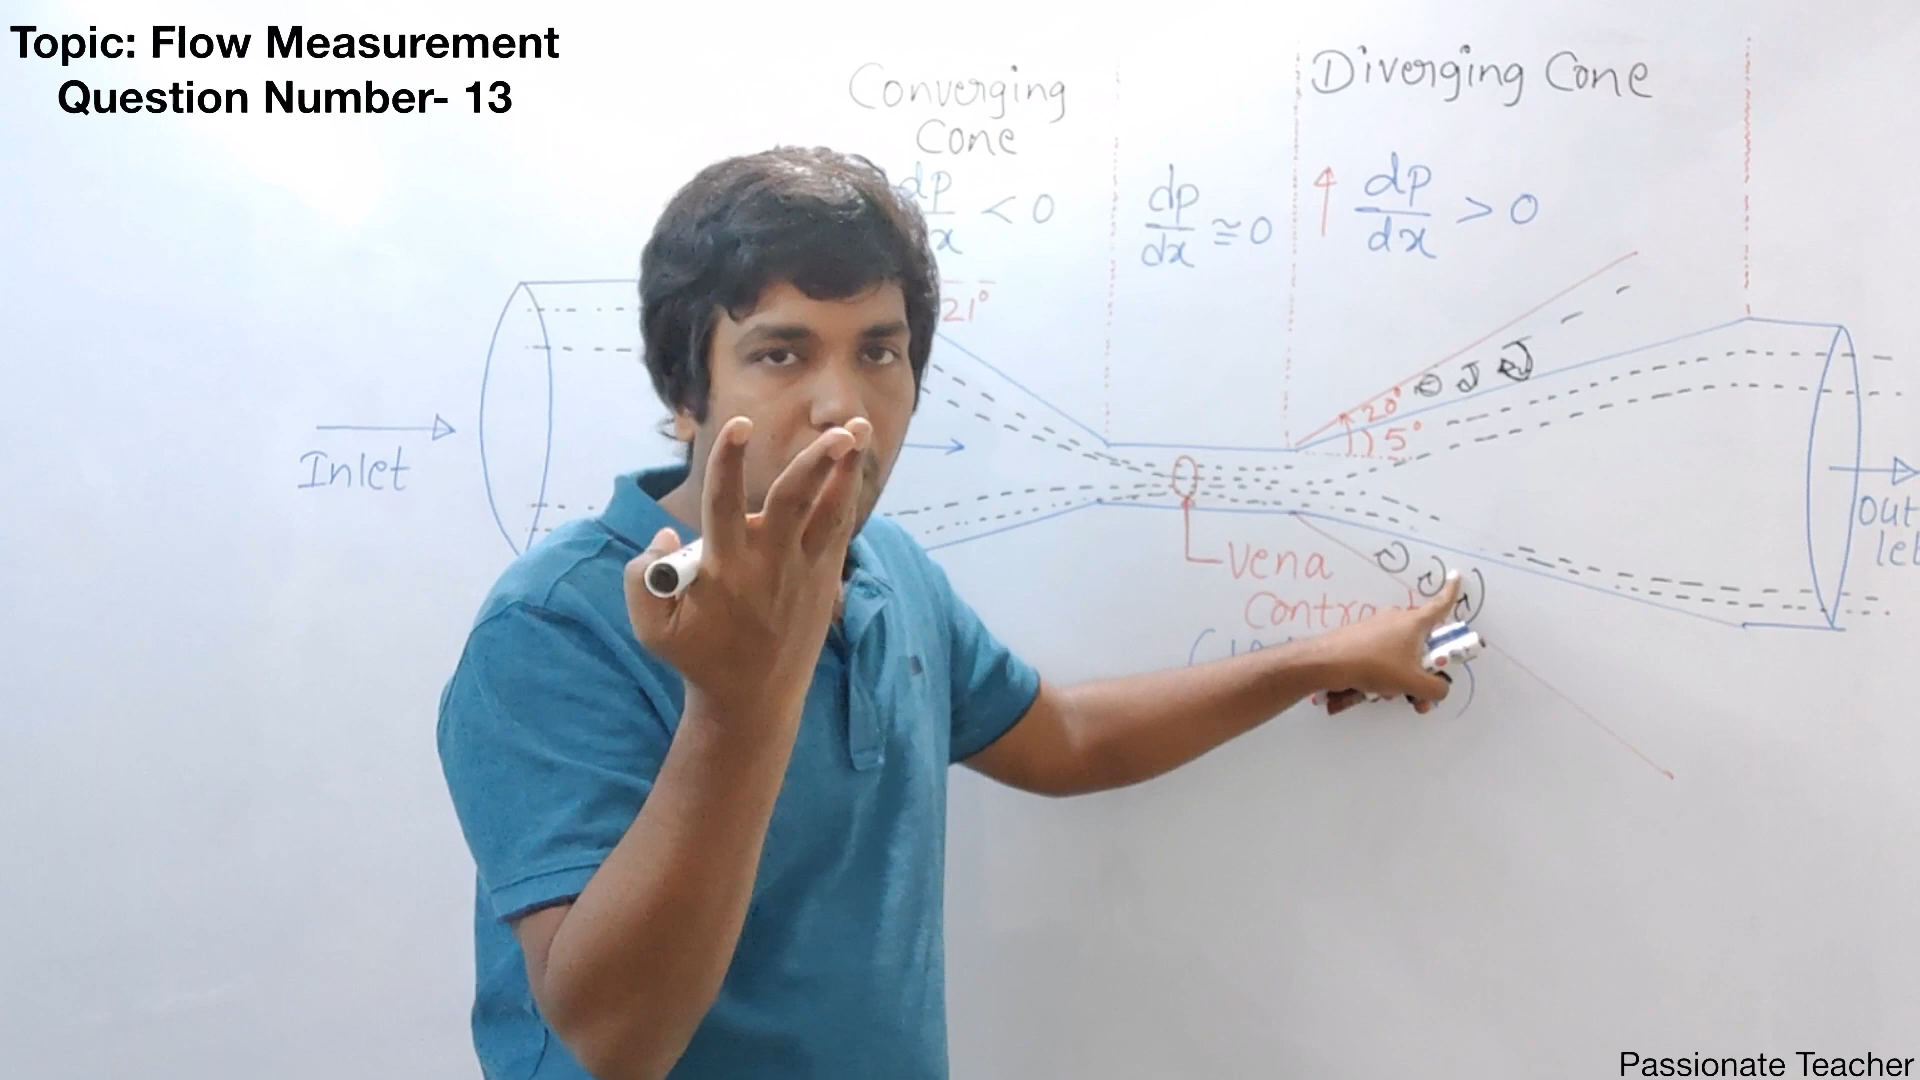 Topic: Flow Measurement
Question Number- 13
Converging
Cone
Diverging Cone
dp
x
< 0
dp
dx
≅ 0
↑ dp
dx
> 0
21°
20°
5°
Inlet
Out
let
Vena
Passionate Teacher